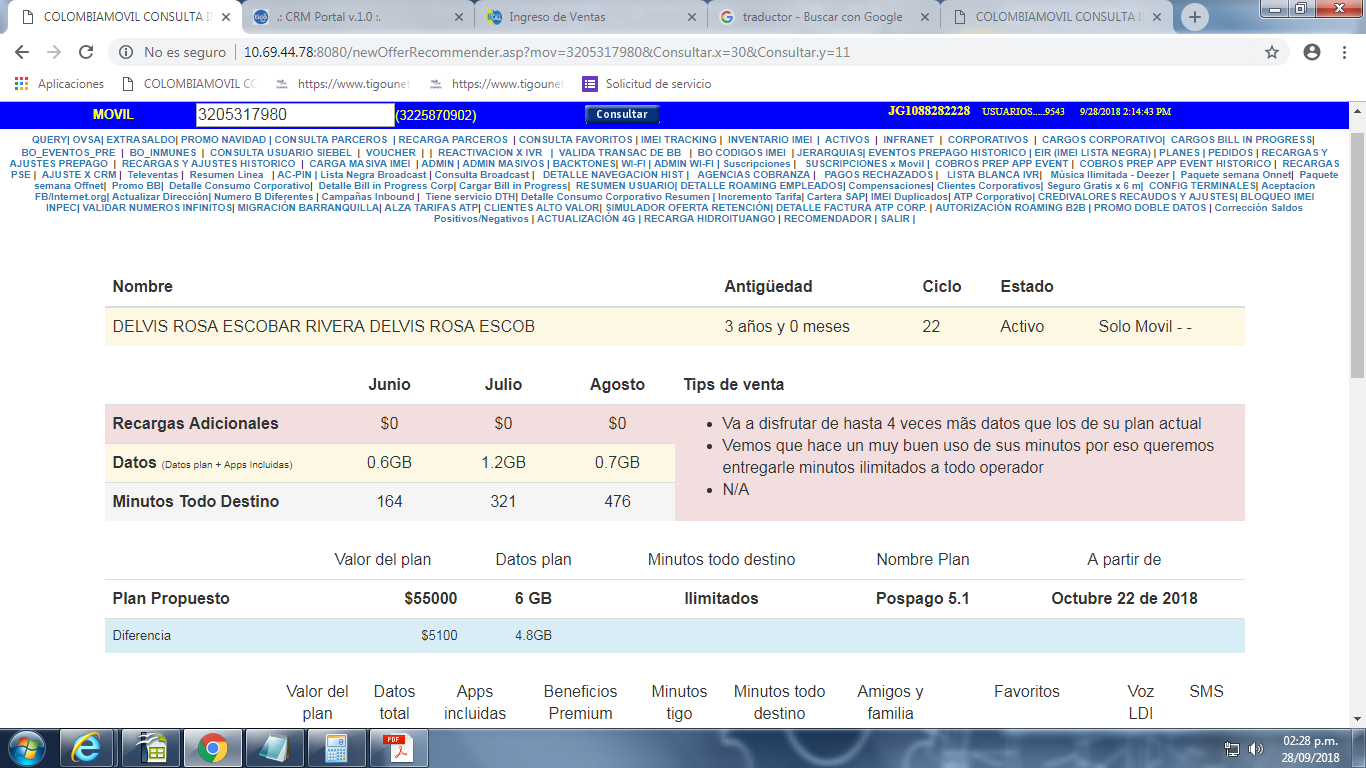 COLOMBIAMOVIL CONSULTA I
.: CRM Portal v.1.0 :.
Ingreso de Ventas
traductor - Buscar con Google
COLOMBIAMOVIL CONSULTA I
No es seguro | 10.69.44.78:8080/newOfferRecommender.asp?mov=3205317980&Consultar.x=30&Consultar.y=11
Aplicaciones
COLOMBIAMOVIL CO
https://www.tigounet
https://www.tigounet
Solicitud de servicio
MOVIL 3205317980 (3225870902) Consultar JG1088282228 USUARIOS.....9543 9/28/2018 2:14:43 PM
QUERY| OVSA| EXTRASALDO| PROMO NAVIDAD | CONSULTA PARCEROS | RECARGA PARCEROS | CONSULTA FAVORITOS | IMEI TRACKING | INVENTARIO IMEI | ACTIVOS | INFRANET | CORPORATIVOS | CARGOS CORPORATIVO| CARGOS BILL IN PROGRESS|
BO_EVENTOS_PRE | BO_INMUNES | CONSULTA USUARIO SIEBEL | VOUCHER | | REACTIVACION X IVR | VALIDA TRANSAC DE BB | BO CODIGOS IMEI | JERARQUIAS| EVENTOS PREPAGO HISTORICO | EIR (IMEI LISTA NEGRA) | PLANES | PEDIDOS | RECARGAS Y
AJUSTES PREPAGO | RECARGAS Y AJUSTES HISTORICO | CARGA MASIVA IMEI | ADMIN | ADMIN MASIVOS | BACKTONES| WI-FI | ADMIN WI-FI | Suscripciones | SUSCRIPCIONES x Movil | COBROS PREP APP EVENT | COBROS PREP APP EVENT HISTORICO | RECARGAS
PSE | AJUSTE X CRM | Televentas | Resumen Linea | AC-PIN | Lista Negra Broadcast | Consulta Broadcast | DETALLE NAVEGACION HIST | AGENCIAS COBRANZA | PAGOS RECHAZADOS | LISTA BLANCA IVR| Música Ilimitada - Deezer | Paquete semana Onnet| Paquete
semana Offnet| Promo BB| Detalle Consumo Corporativo| Detalle Bill in Progress Corp| Cargar Bill in Progress| RESUMEN USUARIO| DETALLE ROAMING EMPLEADOS| Compensaciones| Clientes Corporativos| Seguro Gratis x 6 m| CONFIG TERMINALES| Aceptacion
FB/Internet.org| Actualizar Dirección| Numero B Diferentes | Campañas Inbound | Tiene servicio DTH| Detalle Consumo Corporativo Resumen | Incremento Tarifa| Cartera SAP| IMEI Duplicados| ATP Corporativo| CREDIVALORES RECAUDOS Y AJUSTES| BLOQUEO IMEI
INPEC| VALIDAR NUMEROS INFINITOS| MIGRACIÓN BARRANQUILLA| ALZA TARIFAS ATP| CLIENTES ALTO VALOR| SIMULADOR OFERTA RETENCIÓN| DETALLE FACTURA ATP CORP. | AUTORIZACIÓN ROAMING B2B | PROMO DOBLE DATOS | Corrección Saldos
Positivos/Negativos | ACTUALIZACIÓN 4G | RECARGA HIDROITUANGO | RECOMENDADOR | SALIR |
Nombre Antigüedad Ciclo Estado
DELVIS ROSA ESCOBAR RIVERA DELVIS ROSA ESCOB 3 años y 0 meses 22 Activo Solo Movil - -
Junio Julio Agosto Tips de venta
Recargas Adicionales $0 $0 $0
Datos (Datos plan + Apps Incluidas) 0.6GB 1.2GB 0.7GB
Minutos Todo Destino 164 321 476
• Va a disfrutar de hasta 4 veces mãs datos que los de su plan actual
• Vemos que hace un muy buen uso de sus minutos por eso queremos
entregarle minutos ilimitados a todo operador
• N/A
Valor del plan Datos plan Minutos todo destino Nombre Plan A partir de
Plan Propuesto $55000 6 GB Ilimitados Pospago 5.1 Octubre 22 de 2018
Diferencia $5100 4.8GB
Valor del Datos Apps Beneficios Minutos Minutos todo Amigos y Favoritos Voz SMS
plan total incluidas Premium tigo destino familia LDI
02:28 p.m.
28/09/2018